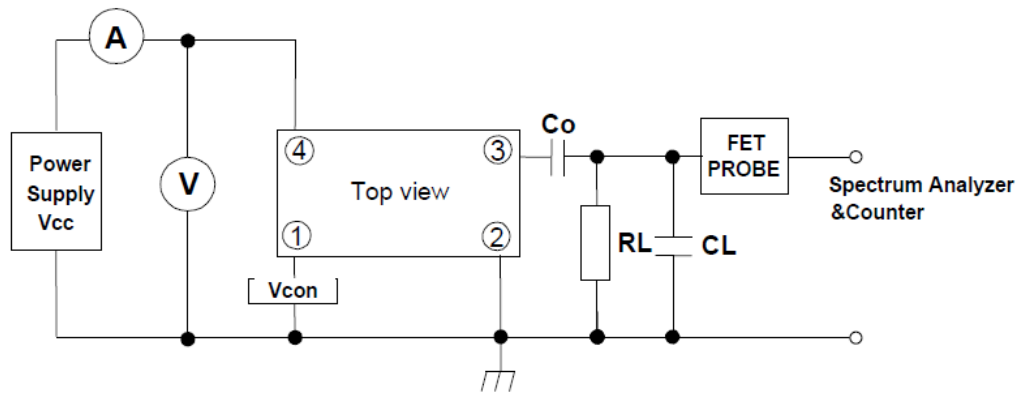 A
Power
Supply
Vcc
V
④
③
Top view
①
②
Vcon
Co
RL
CL
FET
PROBE
Spectrum Analyzer
&Counter